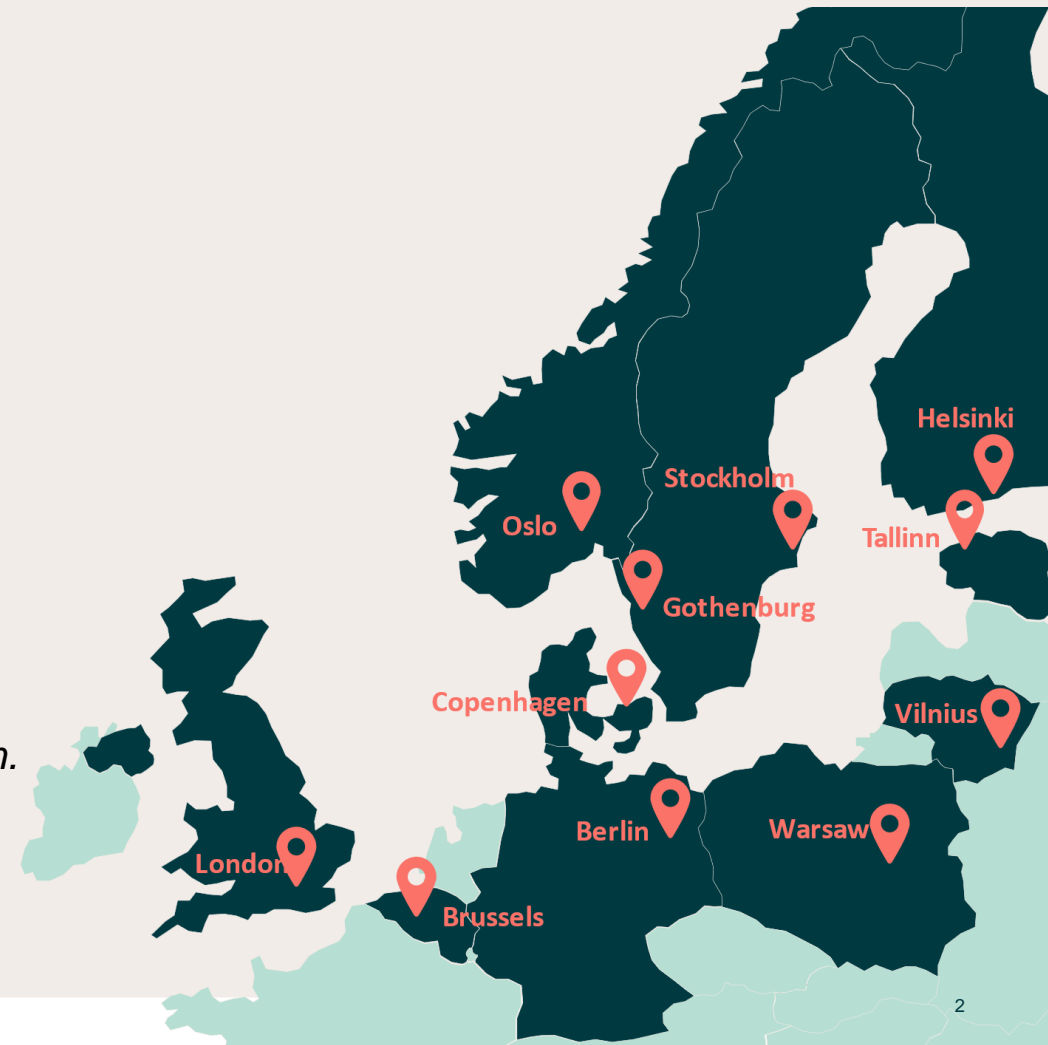 Helsinki
Stockholm
Oslo
Tallinn
Gothenburg
Copenhagen
Vilnius
Berlin
Warsaw
London
Brussels
2